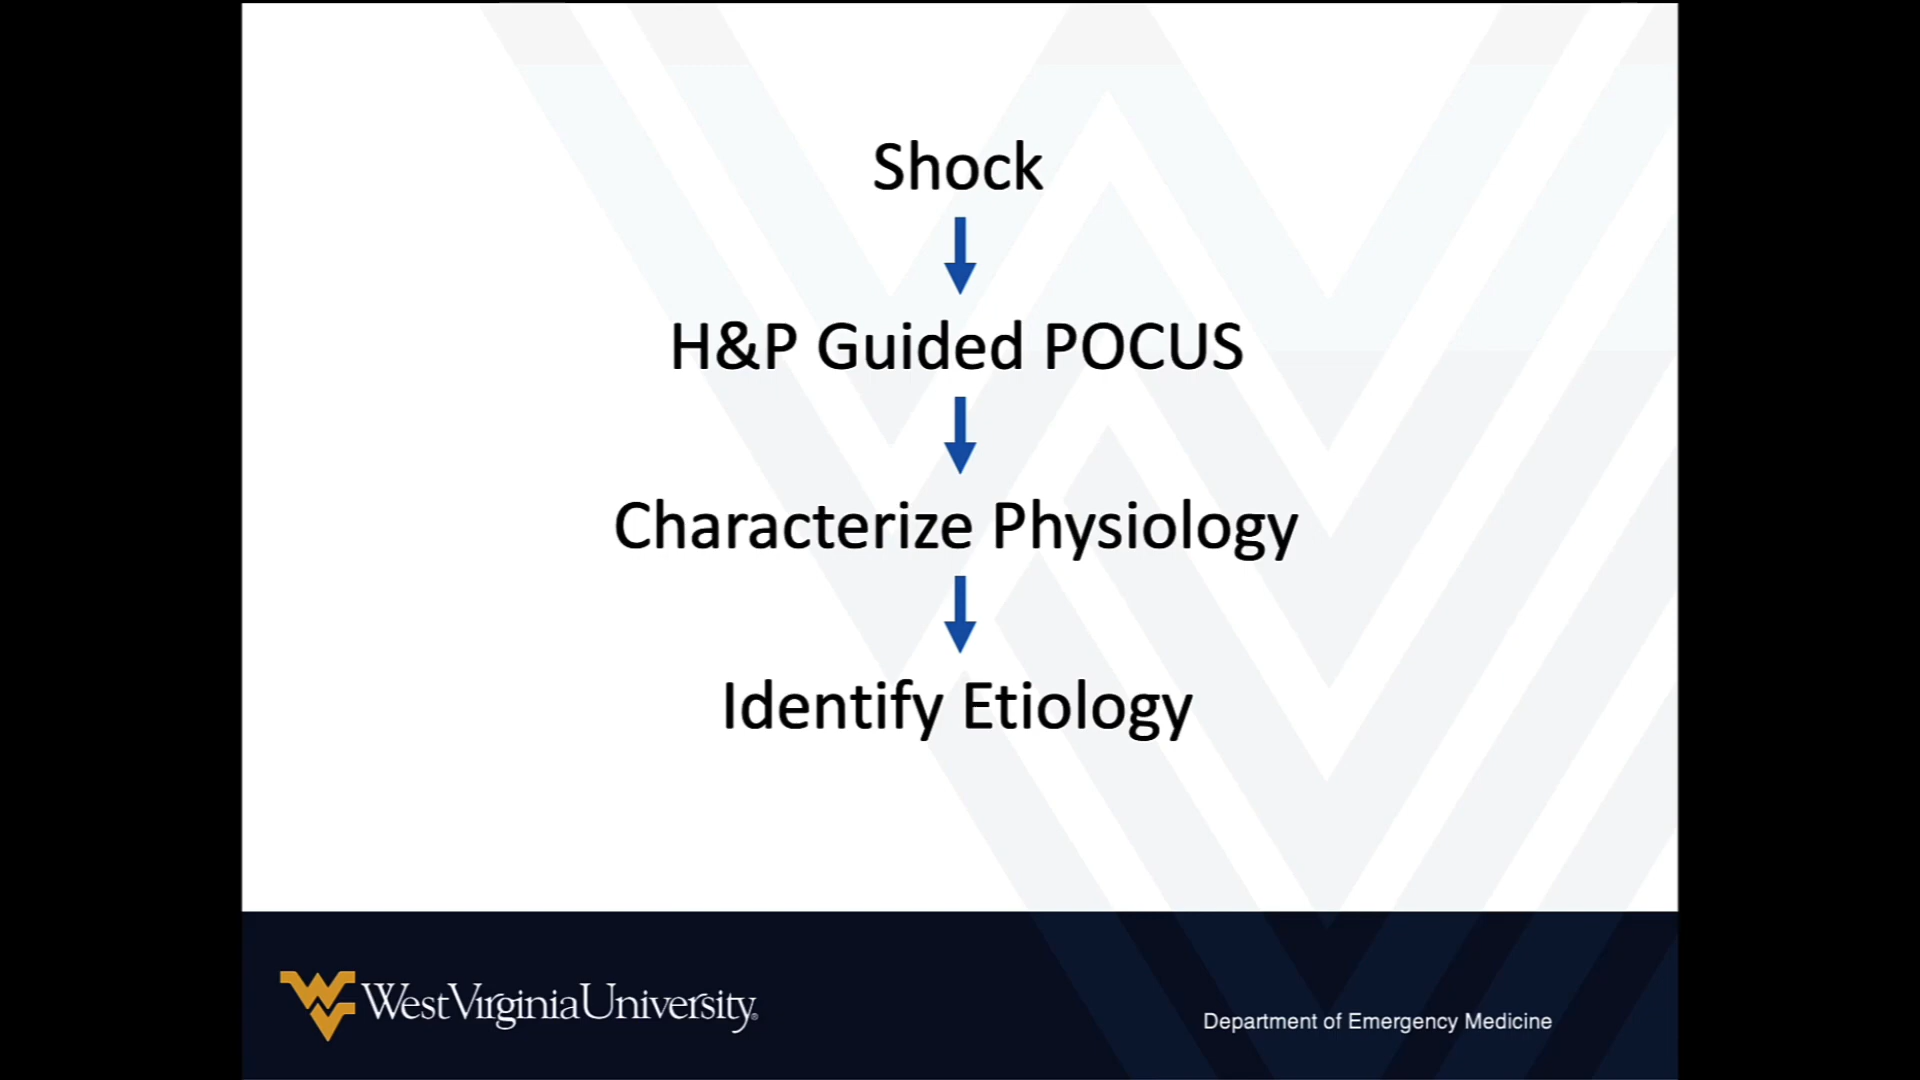 Shock
H&P Guided POCUS
Characterize Physiology
Identify Etiology
WestVirginiaUniversity®
Department of Emergency Medicine